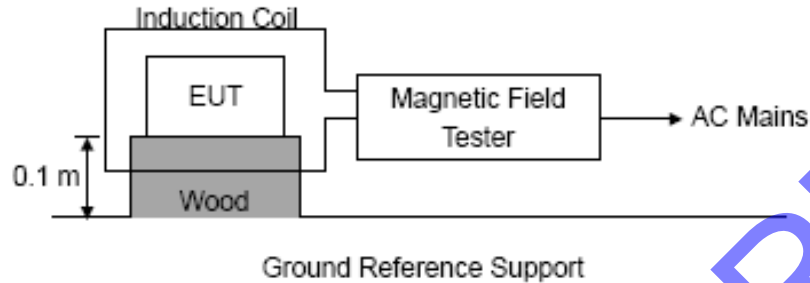 Induction Coil
EUT
Magnetic Field
Tester
AC Mains
0.1 m
Wood
Ground Reference Support